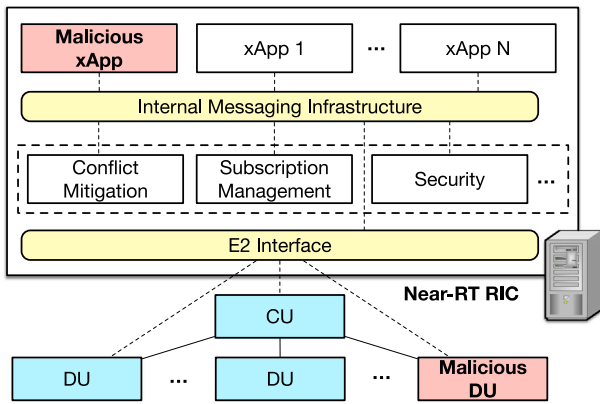 Malicious
xApp
xApp 1
...
xApp N
Internal Messaging Infrastructure
Conflict
Mitigation
Subscription
Management
Security
...
E2 Interface
Near-RT RIC
CU
DU
...
DU
...
Malicious
DU